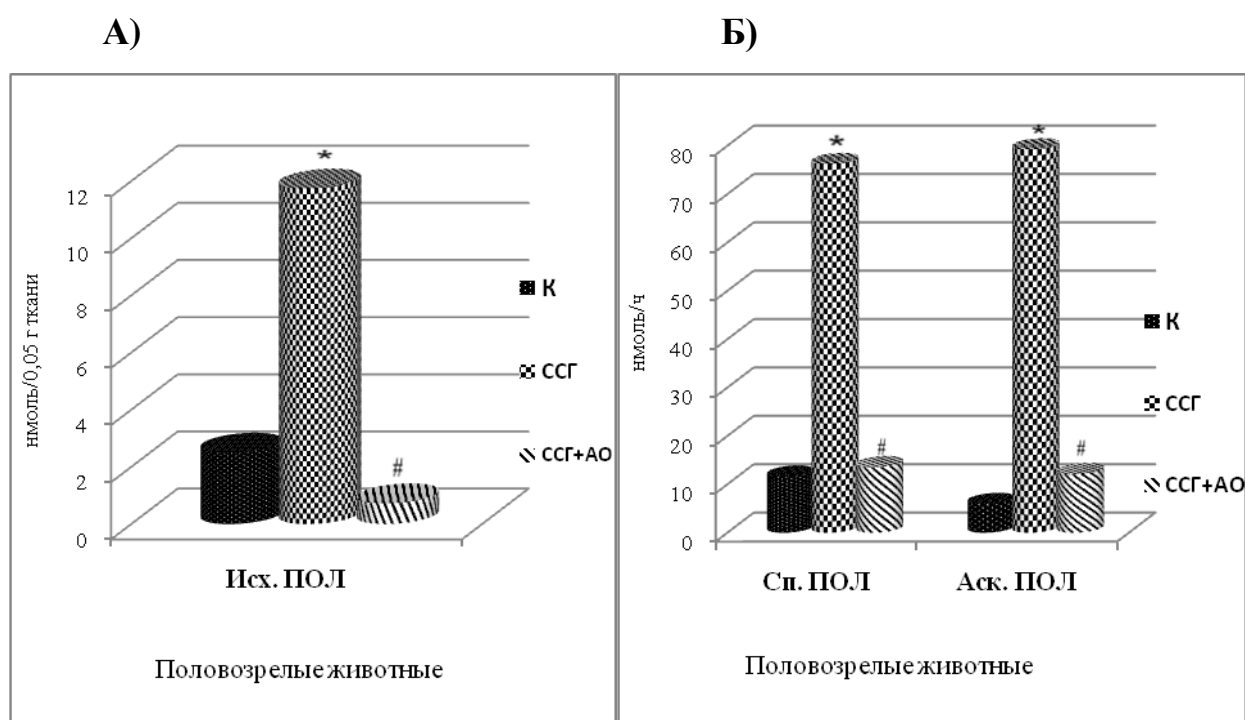 А)
Б)
нмоль/0,05 г ткани
12
10
8
6
4
2
0
*
#
К
ССГ
ССГ+АО
Исх. ПОЛ
Половозрелые животные
нмоль/ч
80
70
60
50
40
30
20
10
0
*
#
*
#
К
ССГ
ССГ+АО
Сп. ПОЛ
Аск. ПОЛ
Половозрелые животные